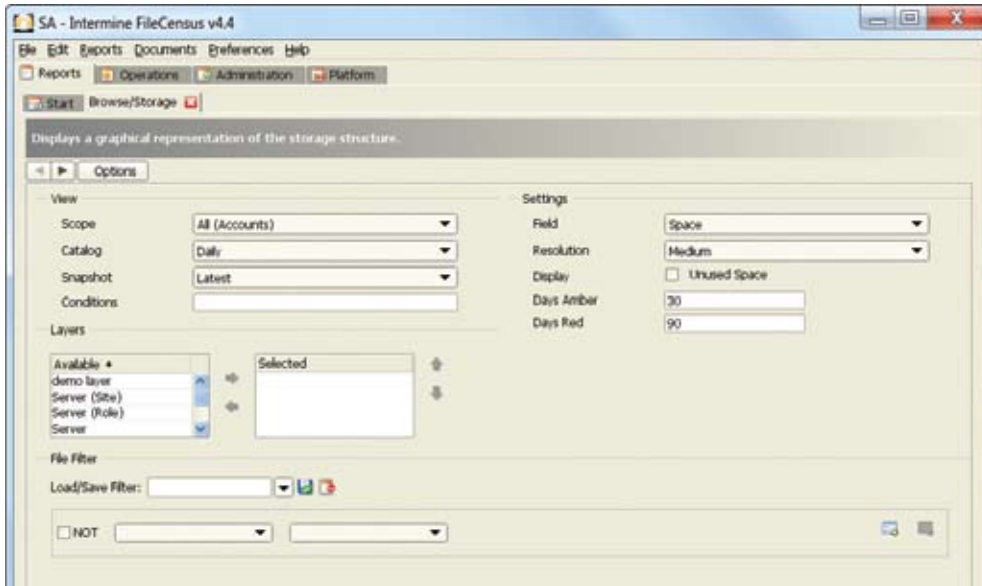 SA - Intermine FileCensus v4.4
File Edit Reports Documents Preferences Help
Reports Operations Administration Platform
Start Browse/Storage
Displays a graphical representation of the storage structure.
Options
View
Scope All (Accounts)
Catalog Daily
Snapshot Latest
Conditions
Settings
Field Space
Resolution Medium
Display Unused Space
Days Amber 30
Days Red 90
Layers
Available
demo layer
Server (Site)
Server (Role)
Server
Selected
File Filter
Load/Save Filter:
NOT